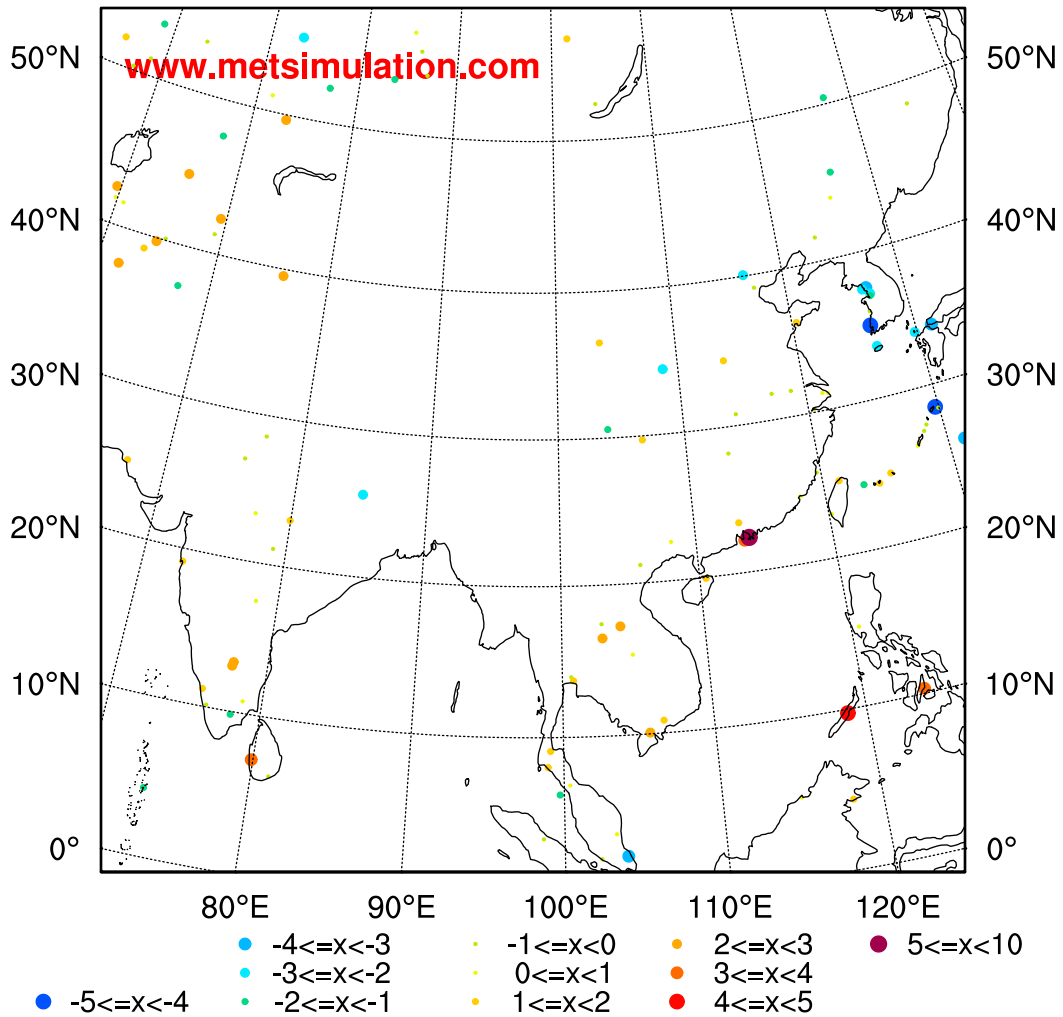 50°N 50°N
www.metsimulation.com
40°N 40°N
30°N 30°N
20°N 20°N
10°N 10°N
0° 0°
80°E 90°E 100°E 110°E 120°E
-4<=x<-3 -1<=x<0 2<=x<3 5<=x<10
-3<=x<-2 0<=x<1 3<=x<4
-5<=x<-4 -2<=x<-1 1<=x<2 4<=x<5